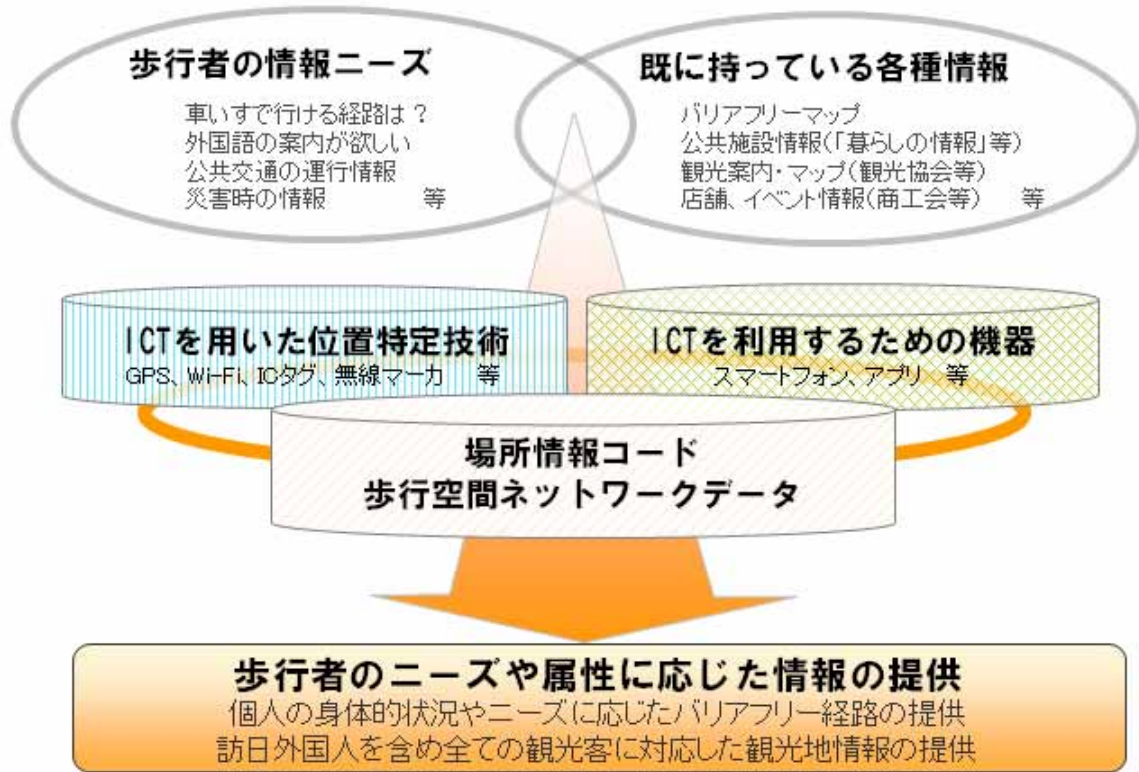 歩行者の情報ニーズ
車いすで行ける経路は？
外国語の案内が欲しい
公共交通の運行情報
災害時の情報　等
既に持っている各種情報
バリアフリーマップ
公共施設情報(「暮らしの情報」等)
観光案内・マップ(観光協会等)
店舗、イベント情報(商工会等)　等
ICTを用いた位置特定技術
GPS、Wi-Fi、ICタグ、無線マーカ　等
ICTを利用するための機器
スマートフォン、アプリ　等
場所情報コード
歩行空間ネットワークデータ
歩行者のニーズや属性に応じた情報の提供
個人の身体的状況やニーズに応じたバリアフリー経路の提供
訪日外国人を含め全ての観光客に対応した観光地情報の提供